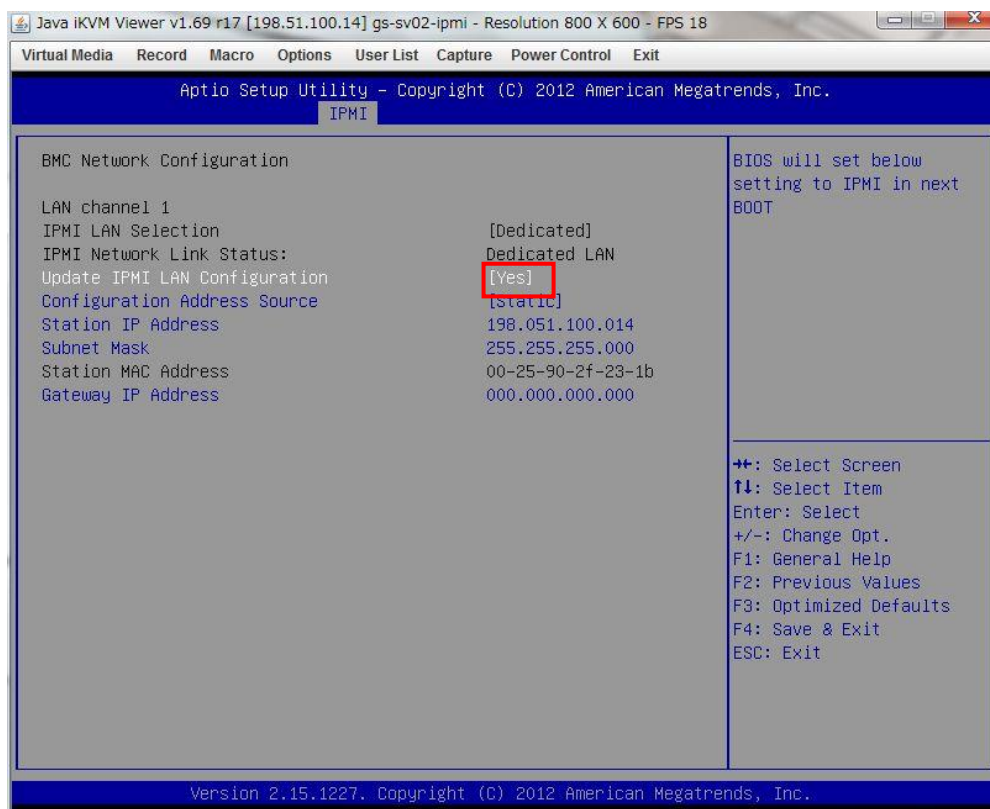 Java iKVM Viewer v1.69 r17 [198.51.100.14] gs-sv02-ipmi - Resolution 800 X 600 - FPS 18
Virtual Media Record Macro Options User List Capture Power Control Exit
Aptio Setup Utility - Copyright (C) 2012 American Megatrends, Inc.
IPMI
BMC Network Configuration
LAN channel 1
IPMI LAN Selection [Dedicated]
IPMI Network Link Status: Dedicated LAN
Update IPMI LAN Configuration [Yes]
Configuration Address Source [Static]
Station IP Address 198.051.100.014
Subnet Mask 255.255.255.000
Station MAC Address 00-25-90-2f-23-1b
Gateway IP Address 000.000.000.000
BIOS will set below
setting to IPMI in next
BOOT
→←: Select Screen
↑↓: Select Item
Enter: Select
+/-: Change Opt.
F1: General Help
F2: Previous Values
F3: Optimized Defaults
F4: Save & Exit
ESC: Exit
Version 2.15.1227. Copyright (C) 2012 American Megatrends, Inc.